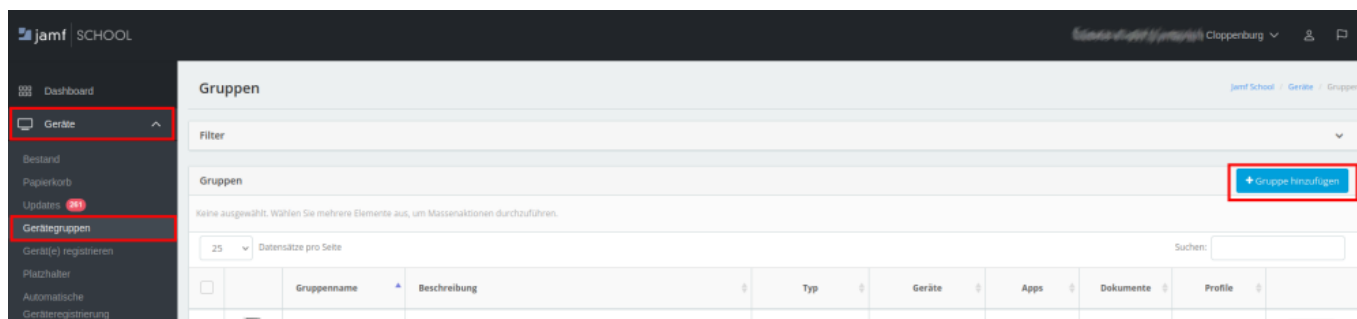 jamf SCHOOL
Cloppenburg
Dashboard
Geräte
Bestand
Papierkorb
Updates 261
Gerätegruppen
Gerät(e) registrieren
Platzhalter
Automatische
Geräteregistrierung
Gruppen
Jamf School / Geräte / Gruppen
Filter
Gruppen
+ Gruppe hinzufügen
Keine ausgewählt. Wählen Sie mehrere Elemente aus, um Massenaktionen durchzuführen.
25 Datensätze pro Seite
Suchen:
Gruppenname Beschreibung Typ Geräte Apps Dokumente Profile